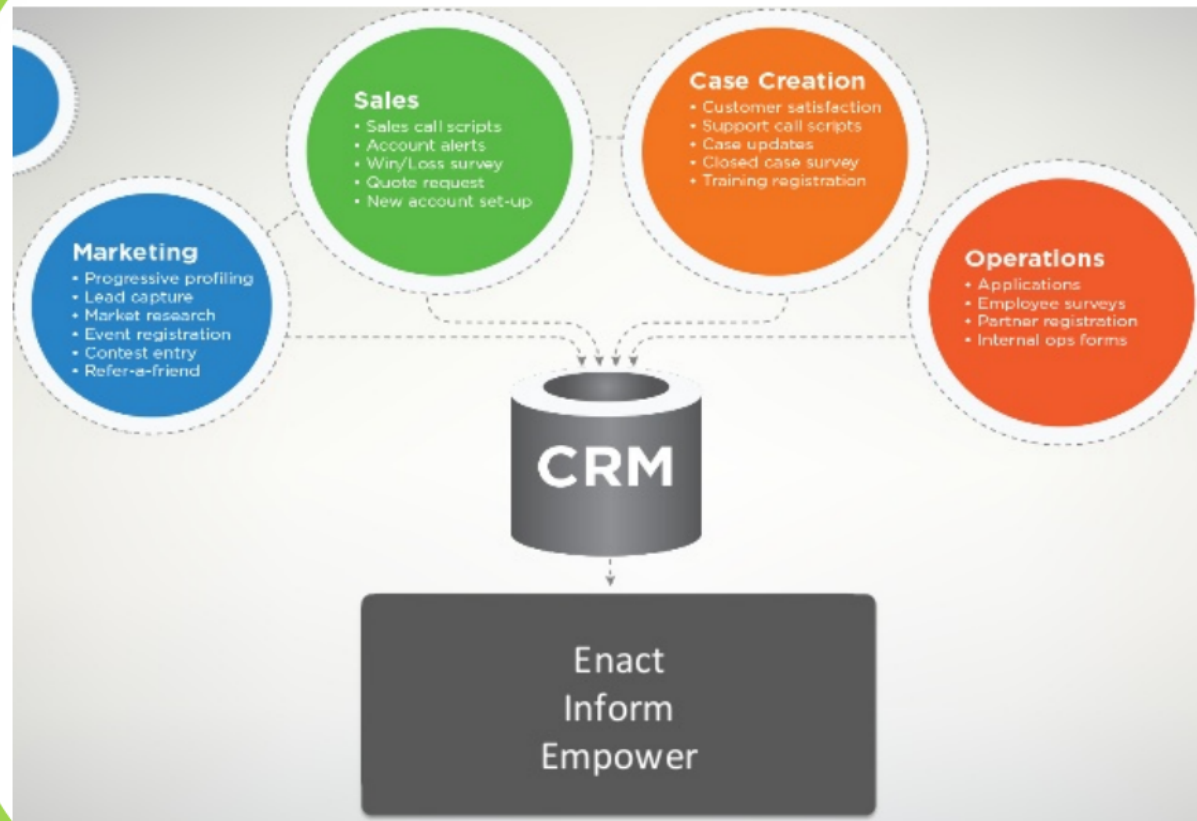 Sales
• Sales call scripts
• Account alerts
• Win/Loss survey
• Quote request
• New account set-up
Case Creation
• Customer satisfaction
• Support call scripts
• Case updates
• Closed case survey
• Training registration
Marketing
• Progressive profiling
• Lead capture
• Market research
• Event registration
• Contest entry
• Refer-a-friend
Operations
• Applications
• Employee surveys
• Partner registration
• Internal ops forms
CRM
Enact
Inform
Empower